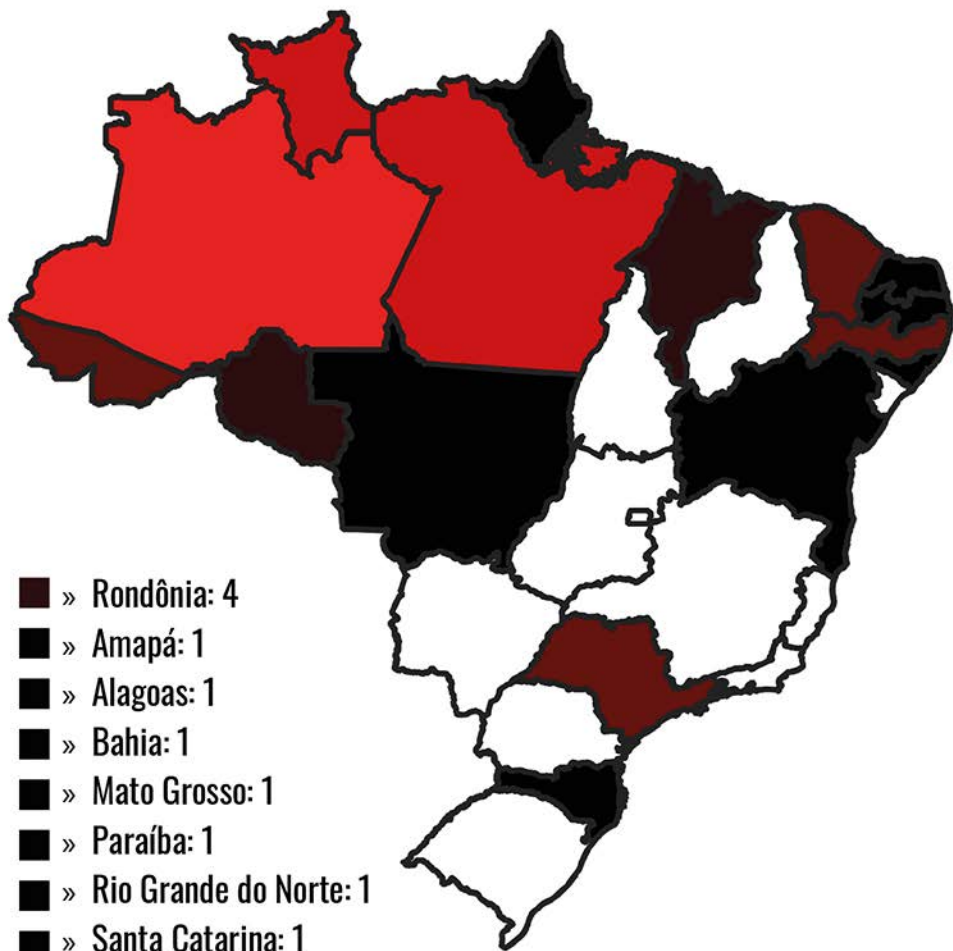 » Rondônia: 4
» Amapá: 1
» Alagoas: 1
» Bahia: 1
» Mato Grosso: 1
» Paraíba: 1
» Rio Grande do Norte: 1
» Santa Catarina: 1